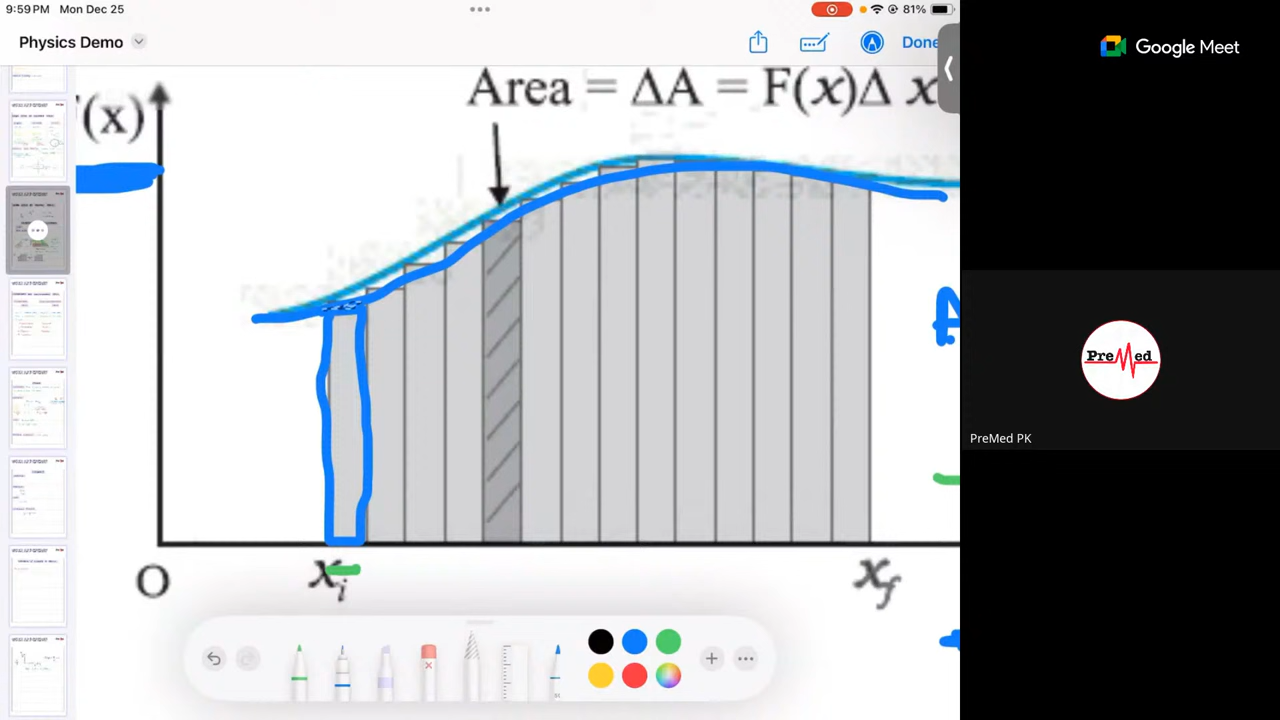 9:59 PM Mon Dec 25
81%
Physics Demo
Done
Google Meet
Area = ΔA = F(x)Δ x
(x)
A
O
xi
xf
PreMed
PreMed PK